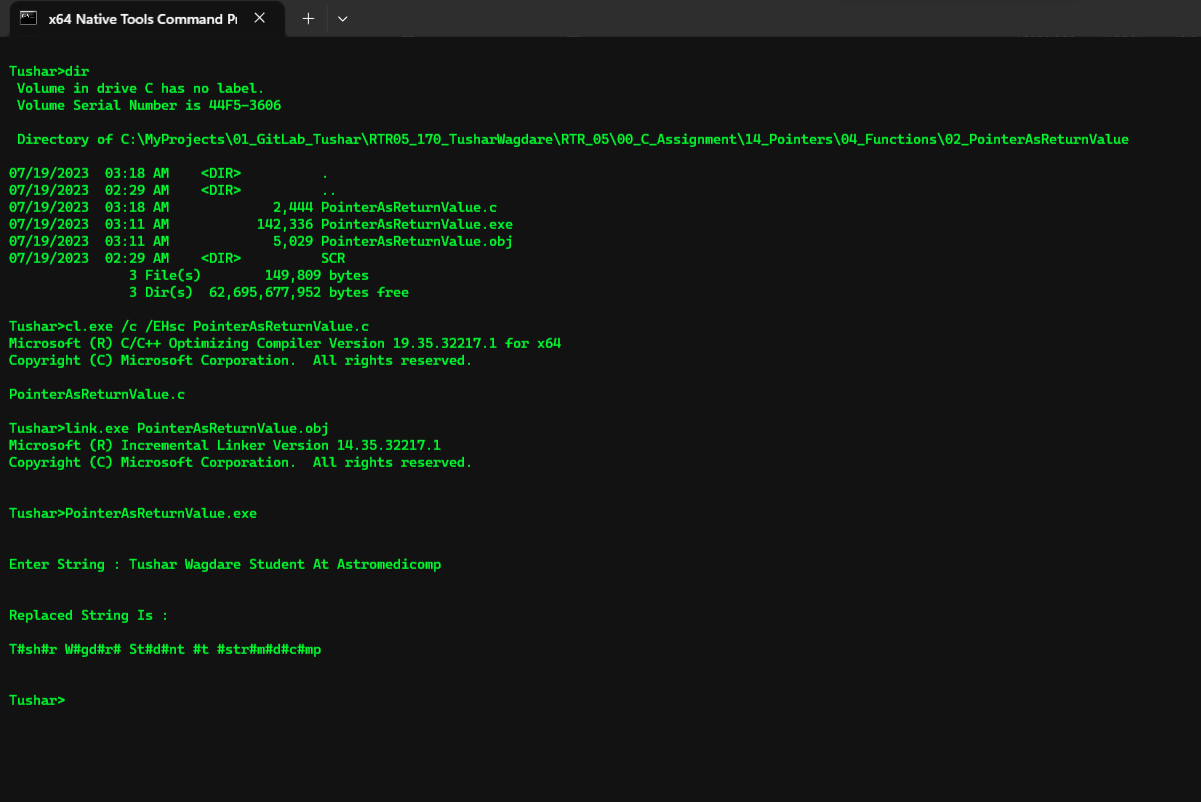 x64 Native Tools Command Pr
Tushar>dir
 Volume in drive C has no label.
 Volume Serial Number is 44F5-3606
 Directory of C:\MyProjects\01_GitLab_Tushar\RTR05_170_TusharWagdare\RTR_05\00_C_Assignment\14_Pointers\04_Functions\02_PointerAsReturnValue
07/19/2023  03:18 AM    <DIR>          .
07/19/2023  02:29 AM    <DIR>          ..
07/19/2023  03:18 AM             2,444 PointerAsReturnValue.c
07/19/2023  03:11 AM           142,336 PointerAsReturnValue.exe
07/19/2023  03:11 AM             5,029 PointerAsReturnValue.obj
07/19/2023  02:29 AM    <DIR>          SCR
               3 File(s)        149,809 bytes
               3 Dir(s)  62,695,677,952 bytes free
Tushar>cl.exe /c /EHsc PointerAsReturnValue.c
Microsoft (R) C/C++ Optimizing Compiler Version 19.35.32217.1 for x64
Copyright (C) Microsoft Corporation.  All rights reserved.
PointerAsReturnValue.c
Tushar>link.exe PointerAsReturnValue.obj
Microsoft (R) Incremental Linker Version 14.35.32217.1
Copyright (C) Microsoft Corporation.  All rights reserved.
Tushar>PointerAsReturnValue.exe
Enter String : Tushar Wagdare Student At Astromedicomp
Replaced String Is :
T#sh#r W#gd#r# St#d#nt #t #str#m#d#c#mp
Tushar>